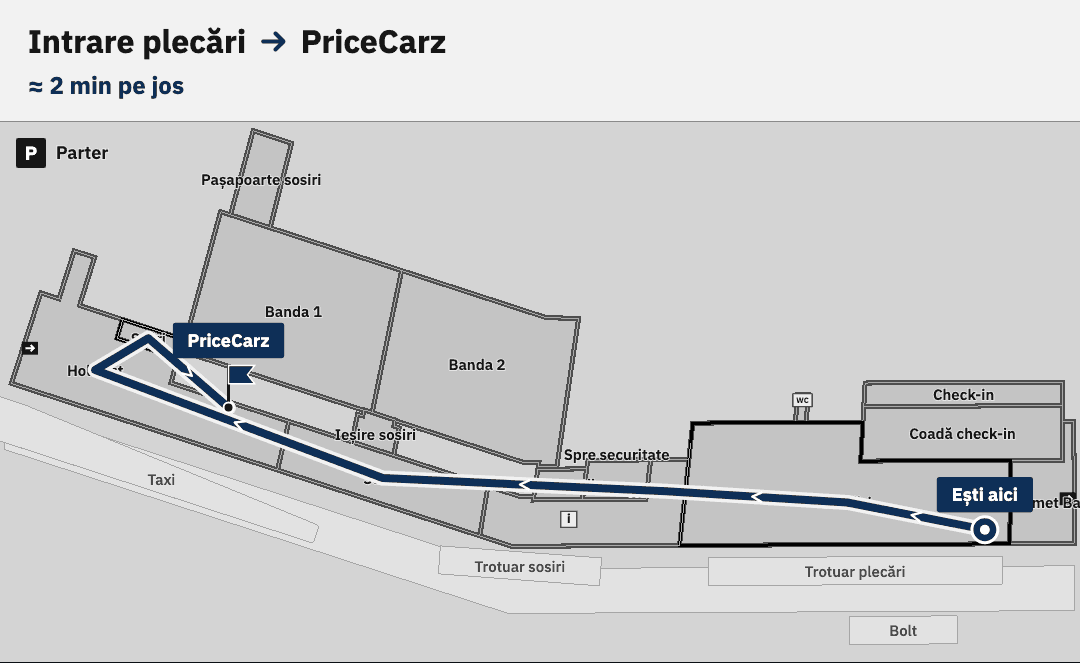 Intrare plecări → PriceCarz
≈ 2 min pe jos
P Parter
Pașapoarte sosiri
Banda 1
PriceCarz
Banda 2
wc
Check-in
Coadă check-in
Ieșire sosiri
Spre securitate
Ești aici
i
Taxi
Trotuar sosiri
Trotuar plecări
Bolt